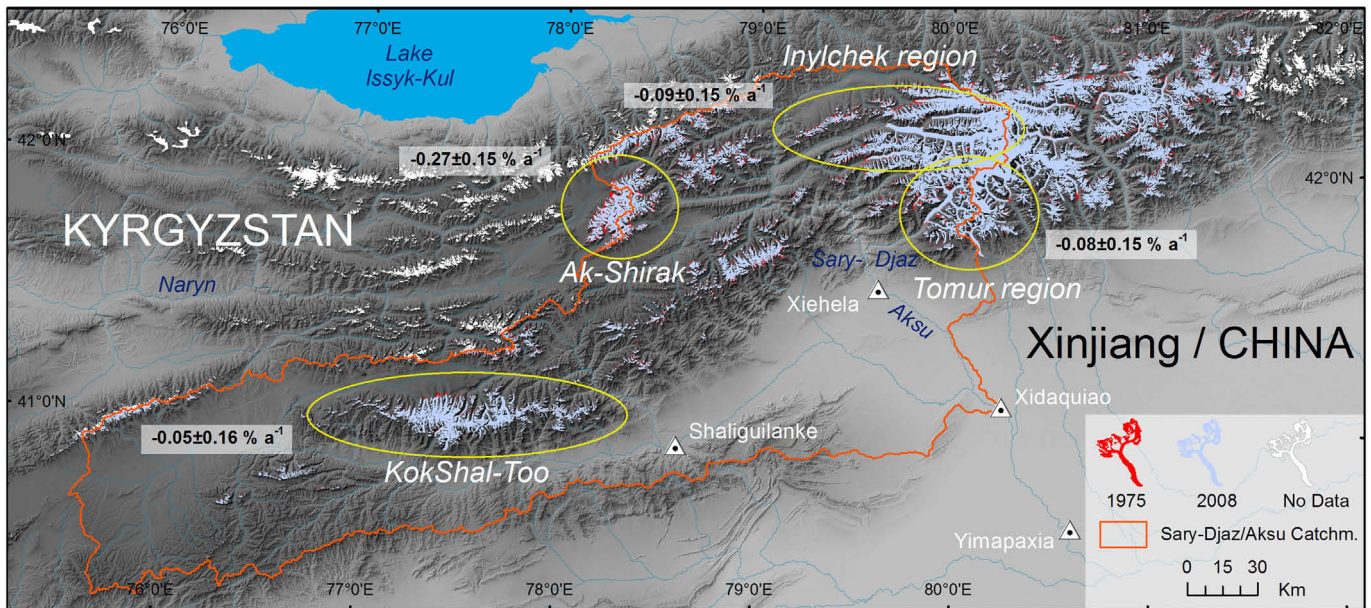 76°0'E 77°0'E 78°0'E 79°0'E 80°0'E 81°0'E 82°0'E
Lake
Issyk-Kul
Inylchek region
-0.09±0.15 % a⁻¹
42°0'N
-0.27±0.15 % a⁻¹
42°0'N
KYRGYZSTAN
-0.08±0.15 % a⁻¹
Ak-Shirak
Sary- Djaz
Naryn
Tomur region
Xiehela
Aksu
Xinjiang / CHINA
41°0'N
41°0'N
Xidaquiao
-0.05±0.16 % a⁻¹
Shaliguilanke
KokShal-Too
1975 2008 No Data
Sary-Djaz/Aksu Catchm.
Yimapaxia
0 15 30
Km
76°0'E 77°0'E 78°0'E 79°0'E 80°0'E 81°0'E